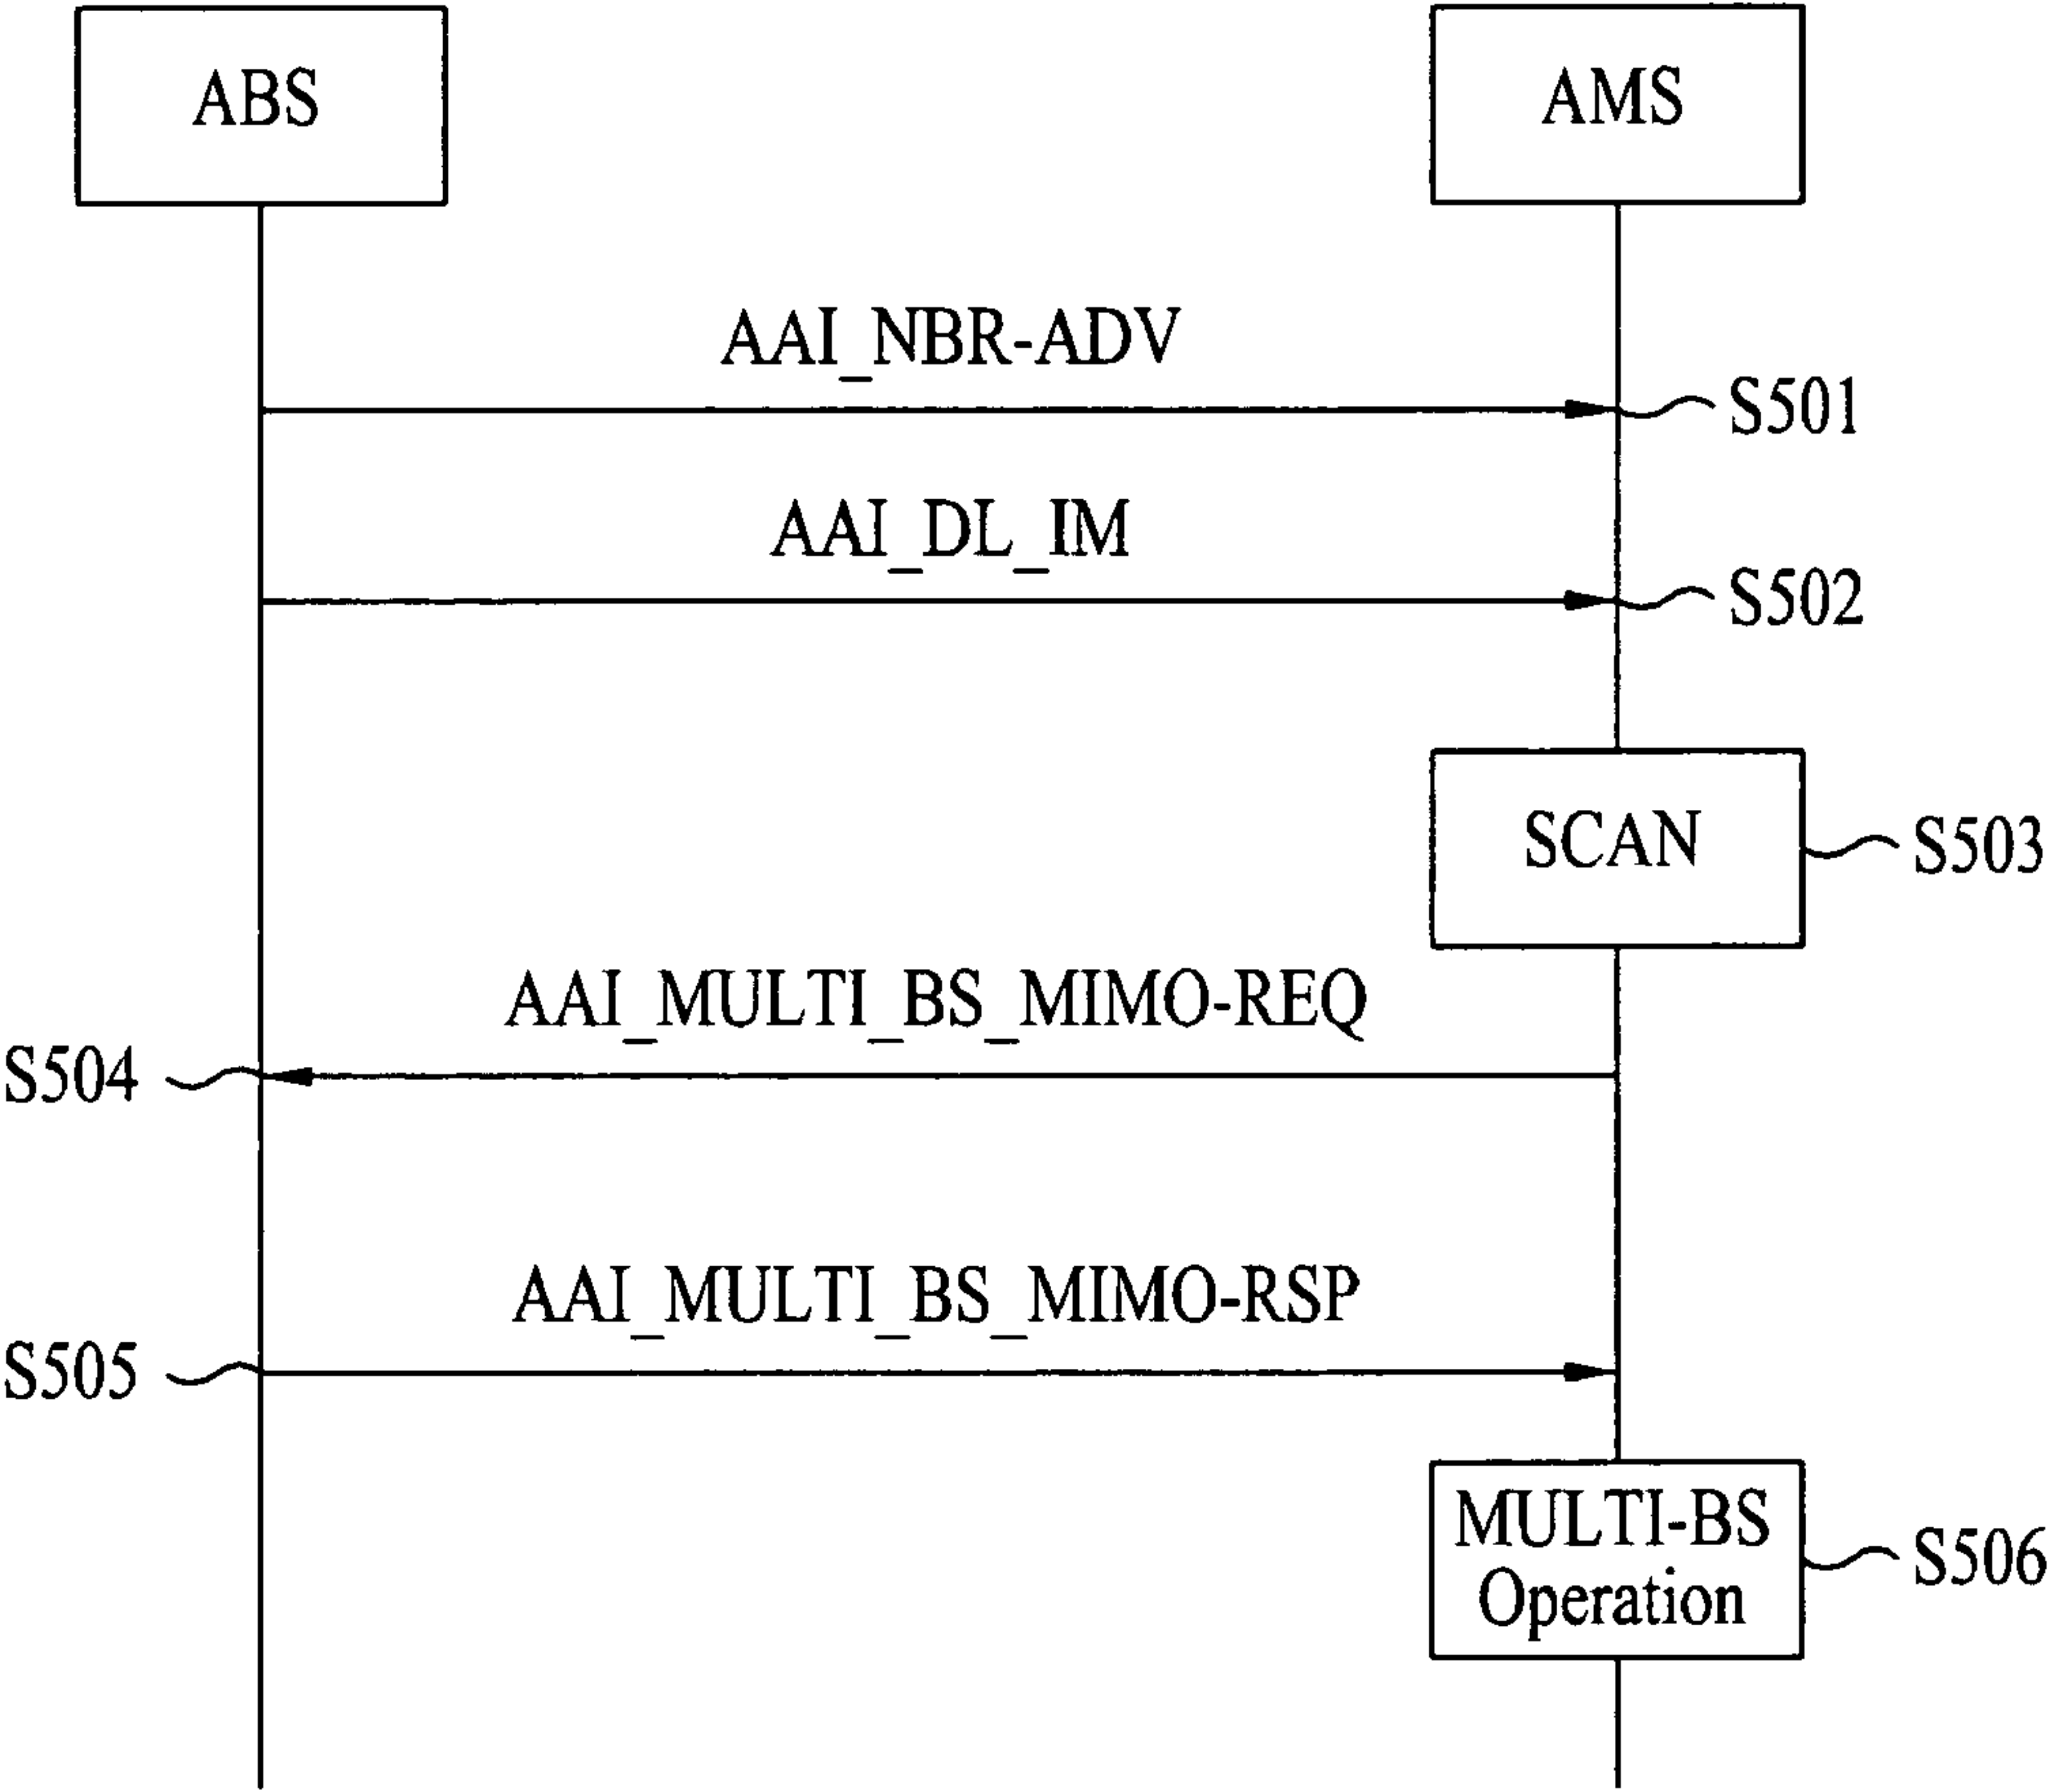 ABS
AMS
AAI_NBR-ADV
S501
AAI_DL_IM
S502
SCAN
S503
AAI_MULTI_BS_MIMO-REQ
S504
AAI_MULTI_BS_MIMO-RSP
S505
MULTI-BS
Operation
S506